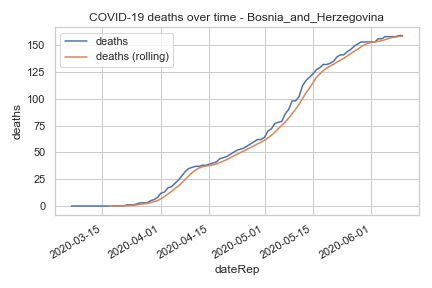 COVID-19 deaths over time - Bosnia_and_Herzegovina
deaths
deaths (rolling)
150
125
100
75
50
25
0
deaths
2020-03-15
2020-04-01
2020-04-15
2020-05-01
2020-05-15
2020-06-01
dateRep